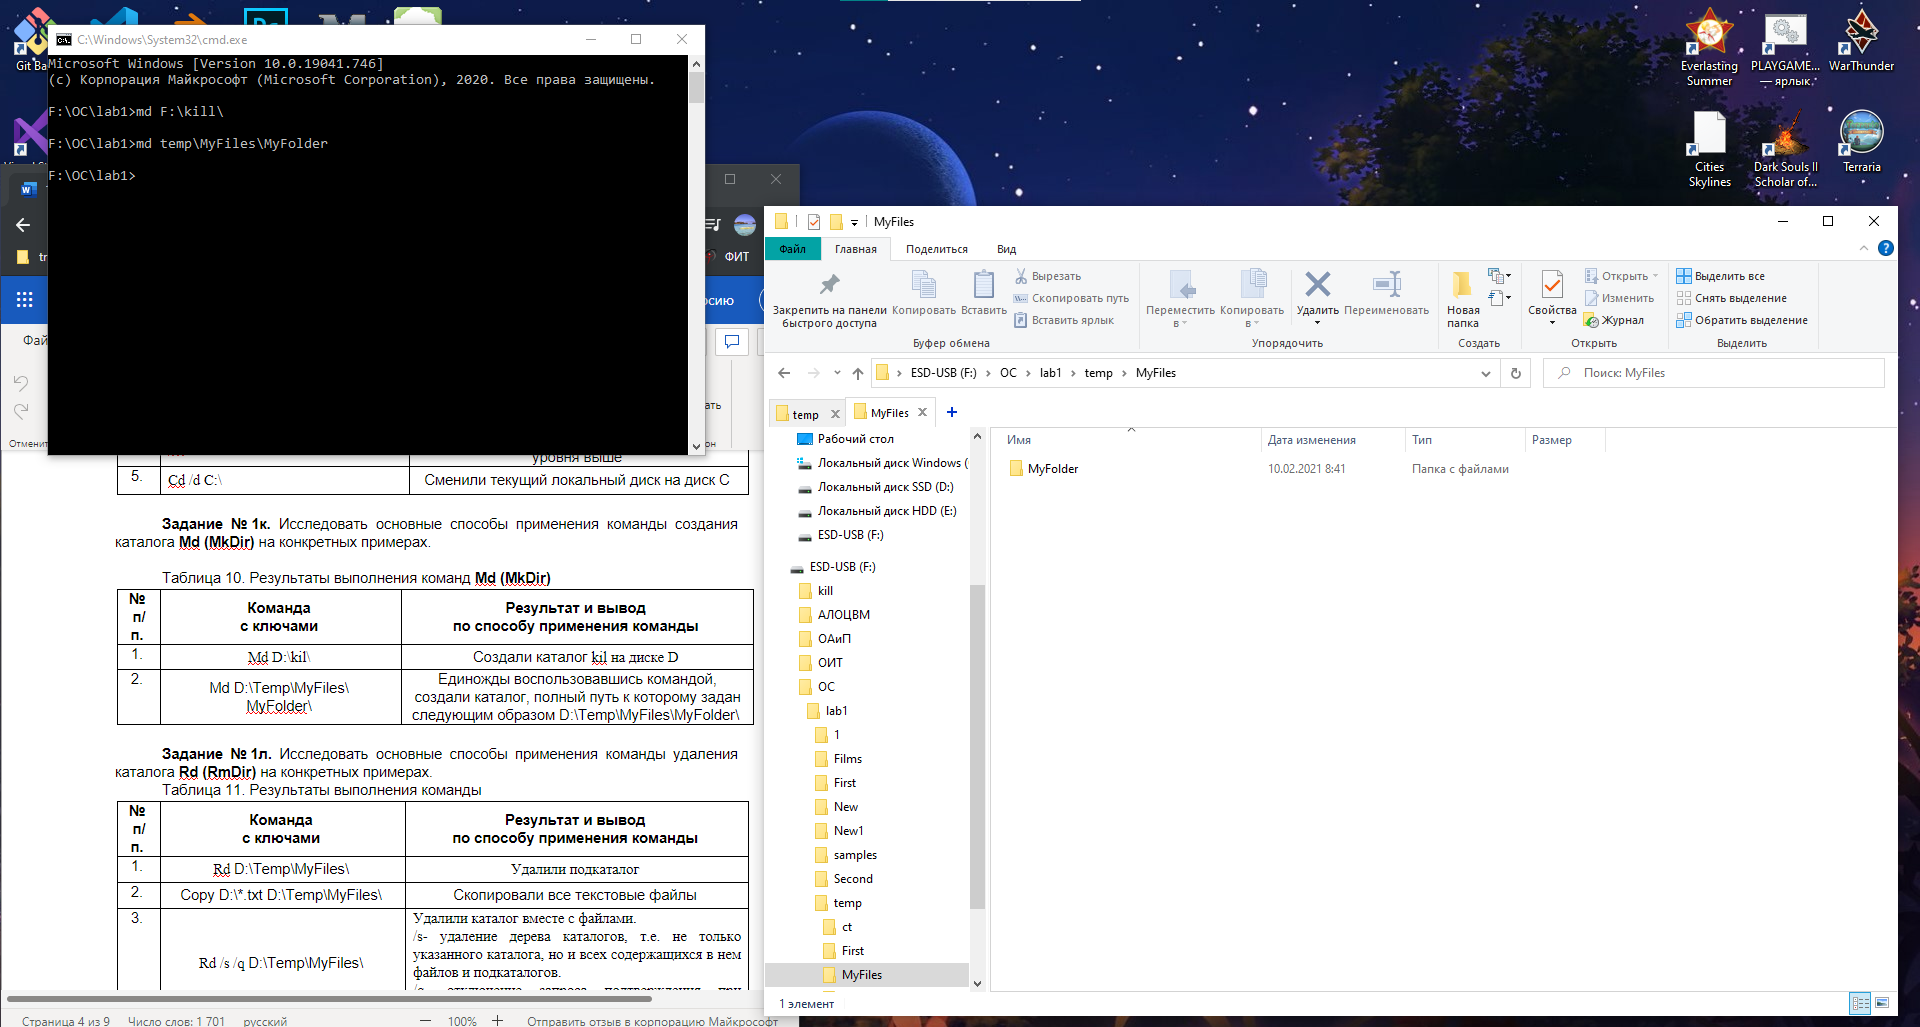 Git Ba
C:\Windows\System32\cmd.exe
Microsoft Windows [Version 10.0.19041.746]
(c) Корпорация Майкрософт (Microsoft Corporation), 2020. Все права защищены.
F:\OC\lab1>md F:\kill\
F:\OC\lab1>md temp\MyFiles\MyFolder
F:\OC\lab1>
Everlasting
Summer
PLAYGAME...
— ярлык.
WarThunder
Cities
Skylines
Dark Souls II
Scholar of...
Terraria
tr
ФИТ
рсию
Фай
Отменит
5.
Cd /d C:\
уровня выше
Сменили текущий локальный диск на диск C
Задание № 1к. Исследовать основные способы применения команды создания
каталога Md (MkDir) на конкретных примерах.
Таблица 10. Результаты выполнения команд Md (MkDir)
№
п/
п.
Команда
с ключами
Результат и вывод
по способу применения команды
1.
Md D:\kil\
Создали каталог kil на диске D
2.
Md D:\Temp\MyFiles\
MyFolder\
Единожды воспользовавшись командой,
создали каталог, полный путь к которому задан
следующим образом D:\Temp\MyFiles\MyFolder\
Задание № 1л. Исследовать основные способы применения команды удаления
каталога Rd (RmDir) на конкретных примерах.
Таблица 11. Результаты выполнения команды
№
п/
п.
Команда
с ключами
Результат и вывод
по способу применения команды
1.
Rd D:\Temp\MyFiles\
Удалили подкаталог
2.
Copy D:\*.txt D:\Temp\MyFiles\
Скопировали все текстовые файлы
3.
Rd /s /q D:\Temp\MyFiles\
Удалили каталог вместе с файлами.
/s- удаление дерева каталогов, т.е. не только
указанного каталога, но и всех содержащихся в нем
файлов и подкаталогов.
Страница 4 из 9 Число слов: 1 701 русский
100% Отправить отзыв в корпорацию Майкрософт
MyFiles
Файл Главная Поделиться Вид
Закрепить на панели
быстрого доступа
Копировать
Вставить
Вырезать
Скопировать путь
Вставить ярлык
Буфер обмена
Переместить
в
Копировать
в
Удалить
Переименовать
Упорядочить
Новая
папка
Создать
Свойства
Открыть
Изменить
Журнал
Открыть
Выделить все
Снять выделение
Обратить выделение
Выделить
ESD-USB (F:) › OC › lab1 › temp › MyFiles
Поиск: MyFiles
temp
MyFiles
Рабочий стол
Локальный диск Windows (
Локальный диск SSD (D:)
Локальный диск HDD (E:)
ESD-USB (F:)
ESD-USB (F:)
kill
АЛОЦВМ
ОАиП
ОИТ
ОС
lab1
1
Films
First
New
New1
samples
Second
temp
ct
First
MyFiles
Имя Дата изменения Тип Размер
MyFolder 10.02.2021 8:41 Папка с файлами
1 элемент